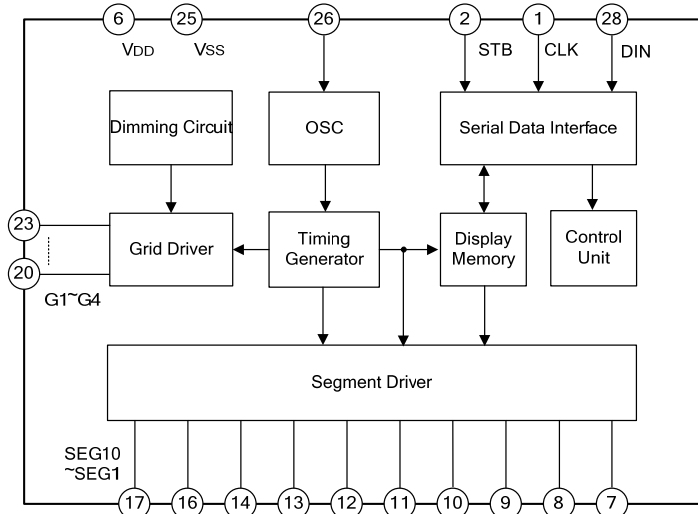 6
25
26
2
1
28
VDD
VSS
STB
CLK
DIN
Dimming Circuit
OSC
Serial Data Interface
23
20
G1~G4
Grid Driver
Timing
Generator
Display
Memory
Control
Unit
Segment Driver
SEG10
~SEG1
17
16
14
13
12
11
10
9
8
7